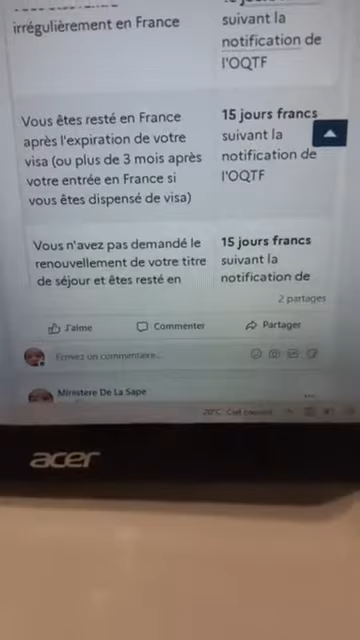 irrégulièrement en France
suivant la
notification de
l'OQTF
Vous êtes resté en France
après l'expiration de votre
visa (ou plus de 3 mois après
votre entrée en France si
vous êtes dispensé de visa)
15 jours francs
suivant la
notification de
l'OQTF
Vous n'avez pas demandé le
renouvellement de votre titre
de séjour et êtes resté en
15 jours francs
suivant la
notification de
2 partages
J'aime
Commenter
Partager
Écrivez un commentaire...
Ministere De La Sape
20°C
acer